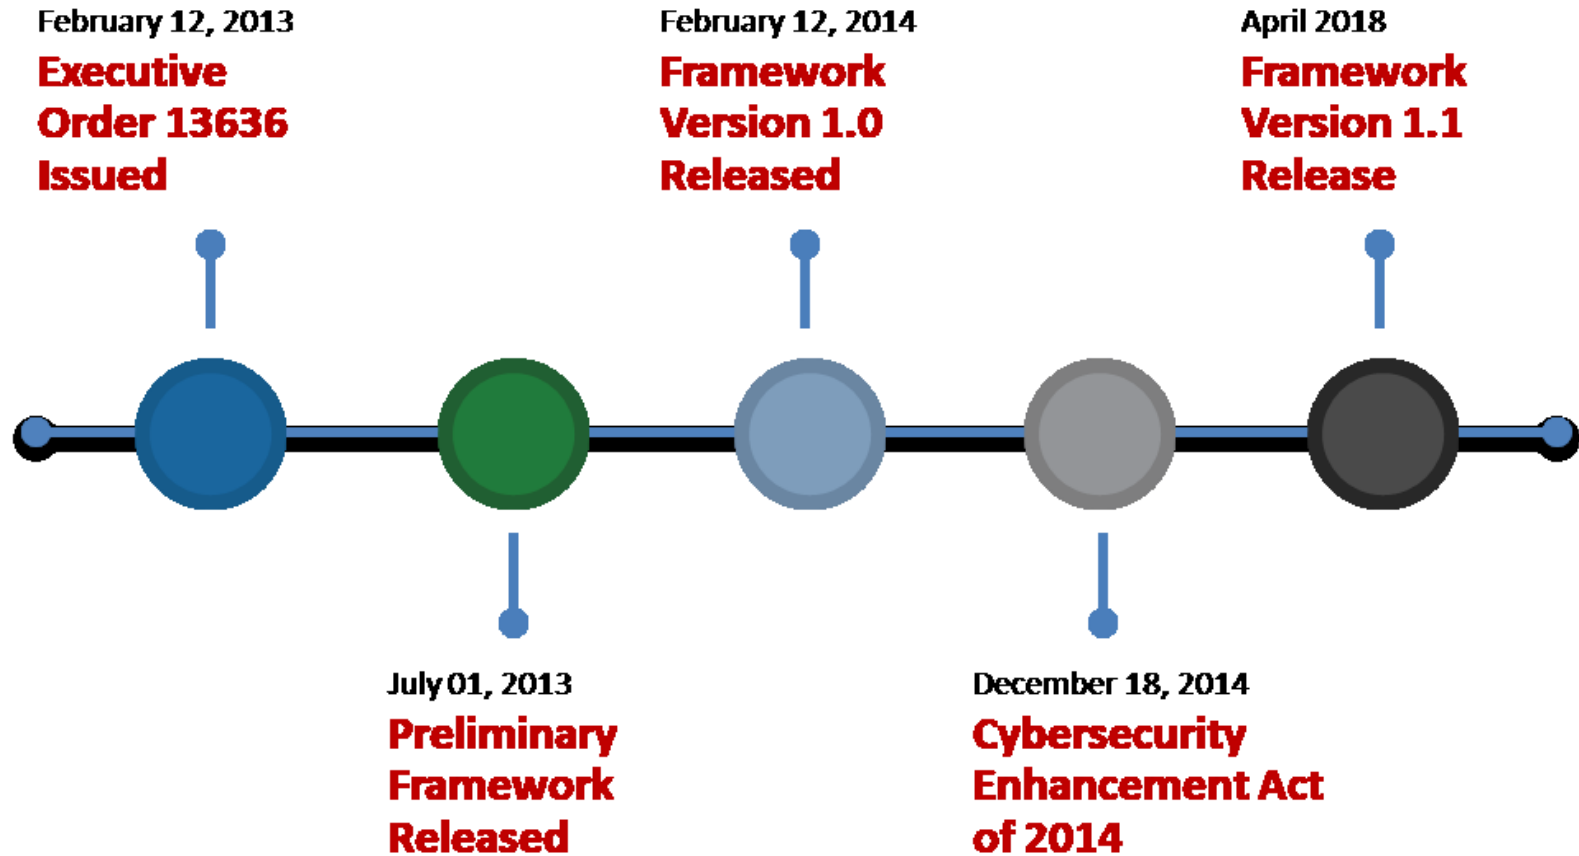 February 12, 2013
Executive
Order 13636
Issued
July 01, 2013
Preliminary
Framework
Released
February 12, 2014
Framework
Version 1.0
Released
December 18, 2014
Cybersecurity
Enhancement Act
of 2014
April 2018
Framework
Version 1.1
Release